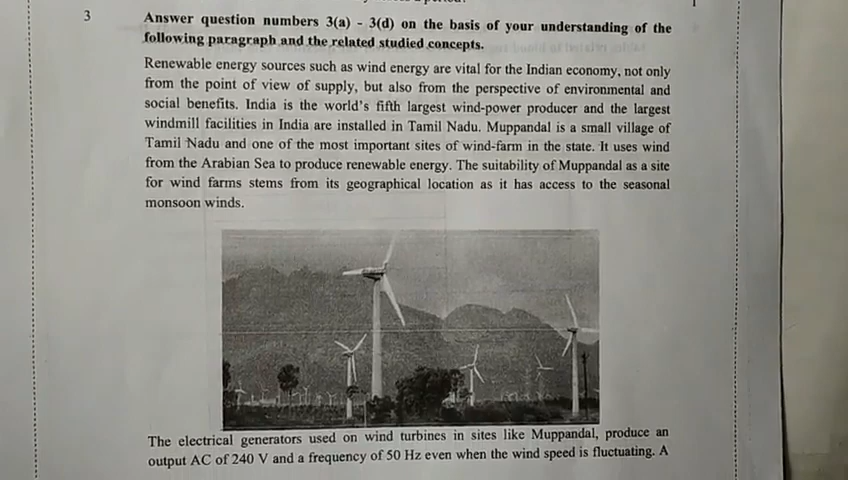 1
3
Answer question numbers 3(a) - 3(d) on the basis of your understanding of the
following paragraph and the related studied concepts.
Renewable energy sources such as wind energy are vital for the Indian economy, not only
from the point of view of supply, but also from the perspective of environmental and
social benefits. India is the world's fifth largest wind-power producer and the largest
windmill facilities in India are installed in Tamil Nadu. Muppandal is a small village of
Tamil Nadu and one of the most important sites of wind-farm in the state. It uses wind
from the Arabian Sea to produce renewable energy. The suitability of Muppandal as a site
for wind farms stems from its geographical location as it has access to the seasonal
monsoon winds.
The electrical generators used on wind turbines in sites like Muppandal, produce an
output AC of 240 V and a frequency of 50 Hz even when the wind speed is fluctuating. A